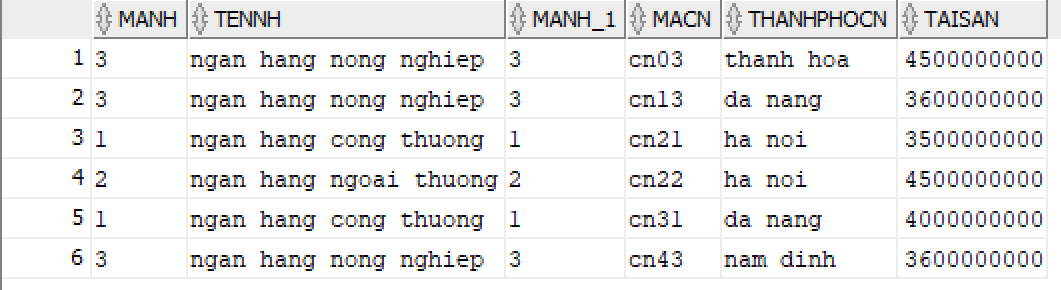 MANH TENNH MANH_1 MACN THANHPHOCN TAISAN
1 3 ngan hang nong nghiep 3 cn03 thanh hoa 4500000000
2 3 ngan hang nong nghiep 3 cn13 da nang 3600000000
3 1 ngan hang cong thuong 1 cn21 ha noi 3500000000
4 2 ngan hang ngoai thuong 2 cn22 ha noi 4500000000
5 1 ngan hang cong thuong 1 cn31 da nang 4000000000
6 3 ngan hang nong nghiep 3 cn43 nam dinh 3600000000